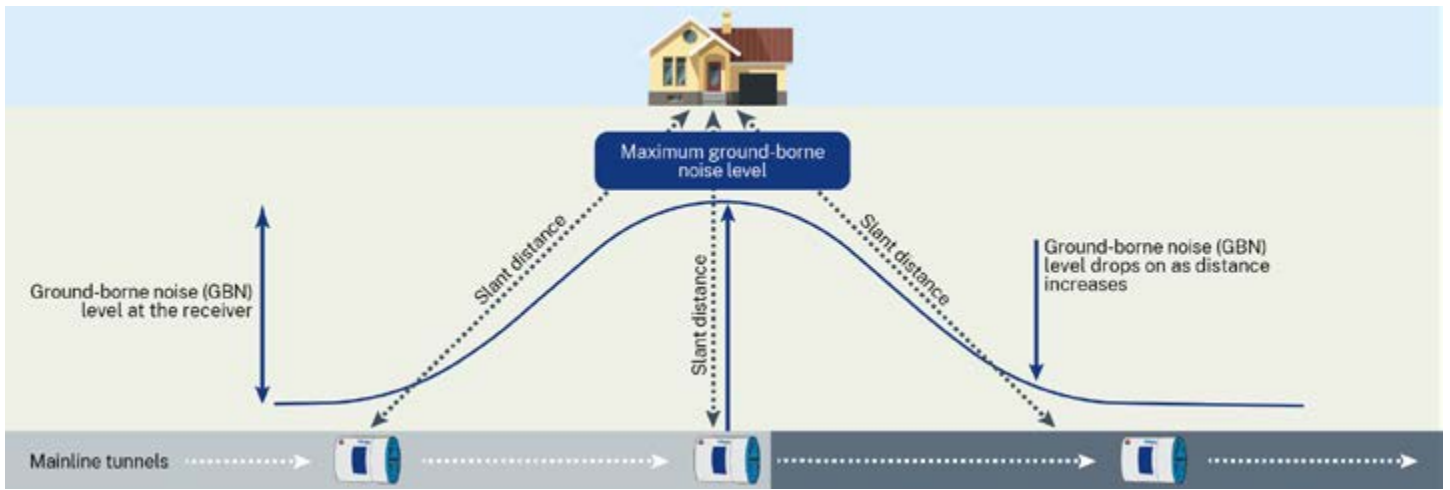 Maximum ground-borne
noise level
Slant distance
Slant distance
Slant distance
Ground-borne noise (GBN)
level at the receiver
Ground-borne noise (GBN)
level drops on as distance
increases
Mainline tunnels